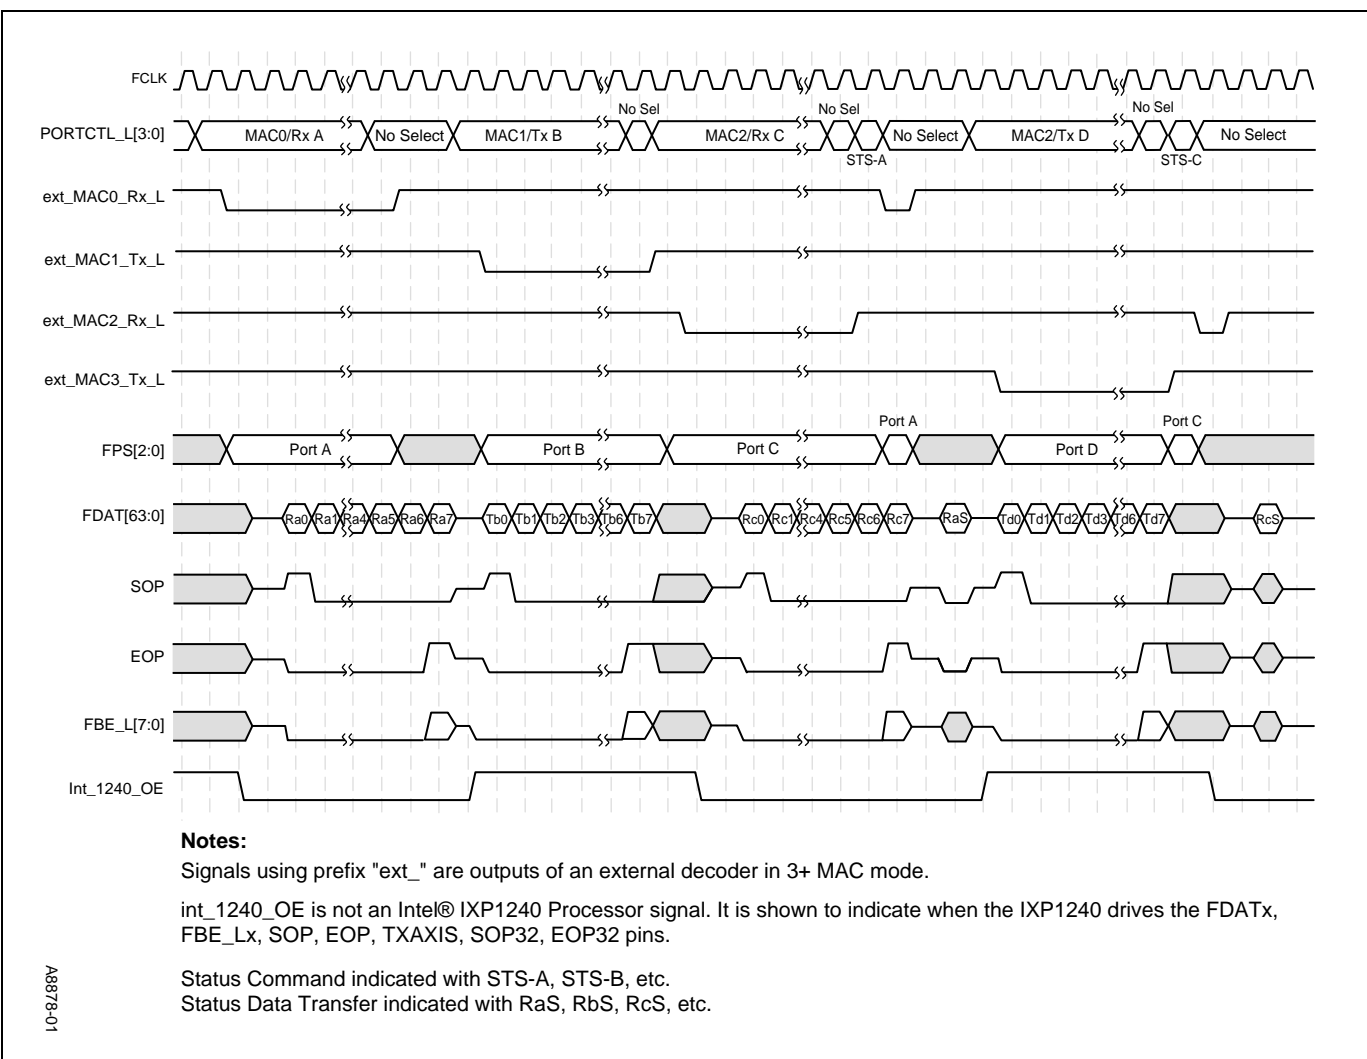 FCLK
No Sel No Sel No Sel
PORTCTL_L[3:0] MAC0/Rx A No Select MAC1/Tx B MAC2/Rx C No Select MAC2/Tx D No Select
STS-A STS-C
ext_MAC0_Rx_L
ext_MAC1_Tx_L
ext_MAC2_Rx_L
ext_MAC3_Tx_L
Port A Port C
FPS[2:0] Port A Port B Port C Port D
FDAT[63:0] Ra0 Ra1 Ra4 Ra5 Ra6 Ra7 Tb0 Tb1 Tb2 Tb3 Tb6 Tb7 Rc0 Rc1 Rc4 Rc5 Rc6 Rc7 RaS Td0 Td1 Td2 Td3 Td6 Td7 RcS
SOP
EOP
FBE_L[7:0]
Int_1240_OE
Notes:
Signals using prefix "ext_" are outputs of an external decoder in 3+ MAC mode.
int_1240_OE is not an Intel® IXP1240 Processor signal. It is shown to indicate when the IXP1240 drives the FDATx,
FBE_Lx, SOP, EOP, TXAXIS, SOP32, EOP32 pins.
Status Command indicated with STS-A, STS-B, etc.
Status Data Transfer indicated with RaS, RbS, RcS, etc.
A8878-01